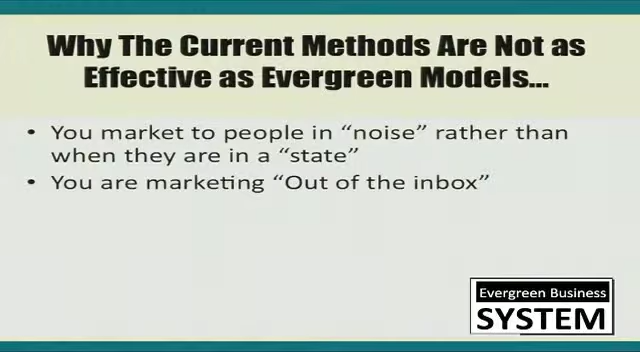 Why The Current Methods Are Not as
Effective as Evergreen Models...
• You market to people in “noise” rather than
when they are in a “state”
• You are marketing “Out of the inbox”
Evergreen Business
SYSTEM